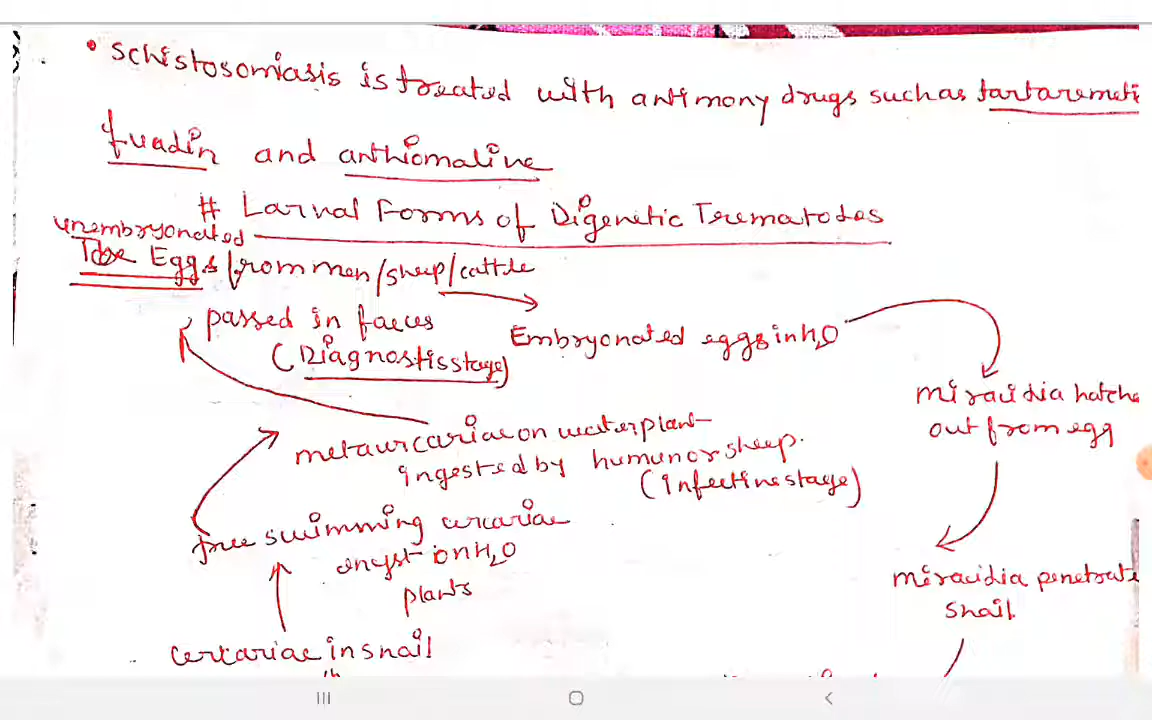 • Schistosomiasis is treated with antimony drugs such as tartaremeti
fuadin and anthiomaline
# Larval Forms of Digenetic Trematodes
unembryonated
Eggs from men/sheep/cattle
passed in faeces
(Diagnostic stage)
Embryonated eggs in H2O
miracidia hatche
out from egg
metacercariae on water plant
ingested by human or sheep.
(infective stage)
free swimming cercariae
encyst on H2O
plants
miracidia penetrate
snail.
cercariae in snail